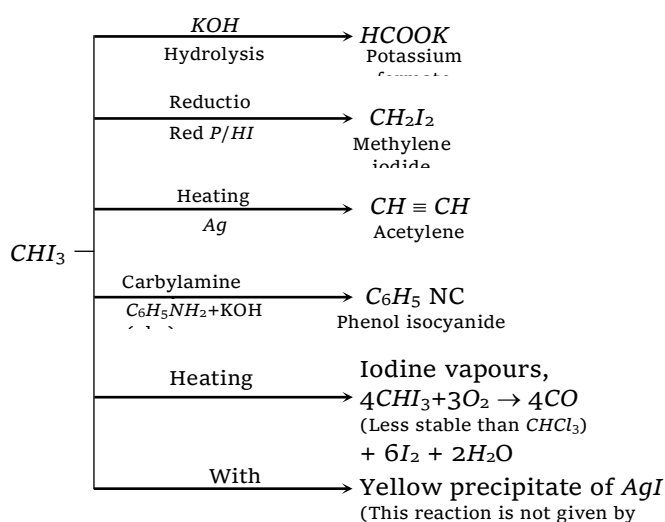 KOH
Hydrolysis
HCOOK
Potassium
Reductio
Red P/HI
CH₂I₂
Methylene
iodide
Heating
Ag
CH ≡ CH
Acetylene
CHI₃
Carbylamine
C₆H₅NH₂+KOH
C₆H₅ NC
Phenol isocyanide
Heating
Iodine vapours,
4CHI₃+3O₂ → 4CO
(Less stable than CHCl₃)
+ 6I₂ + 2H₂O
With
Yellow precipitate of AgI
(This reaction is not given by